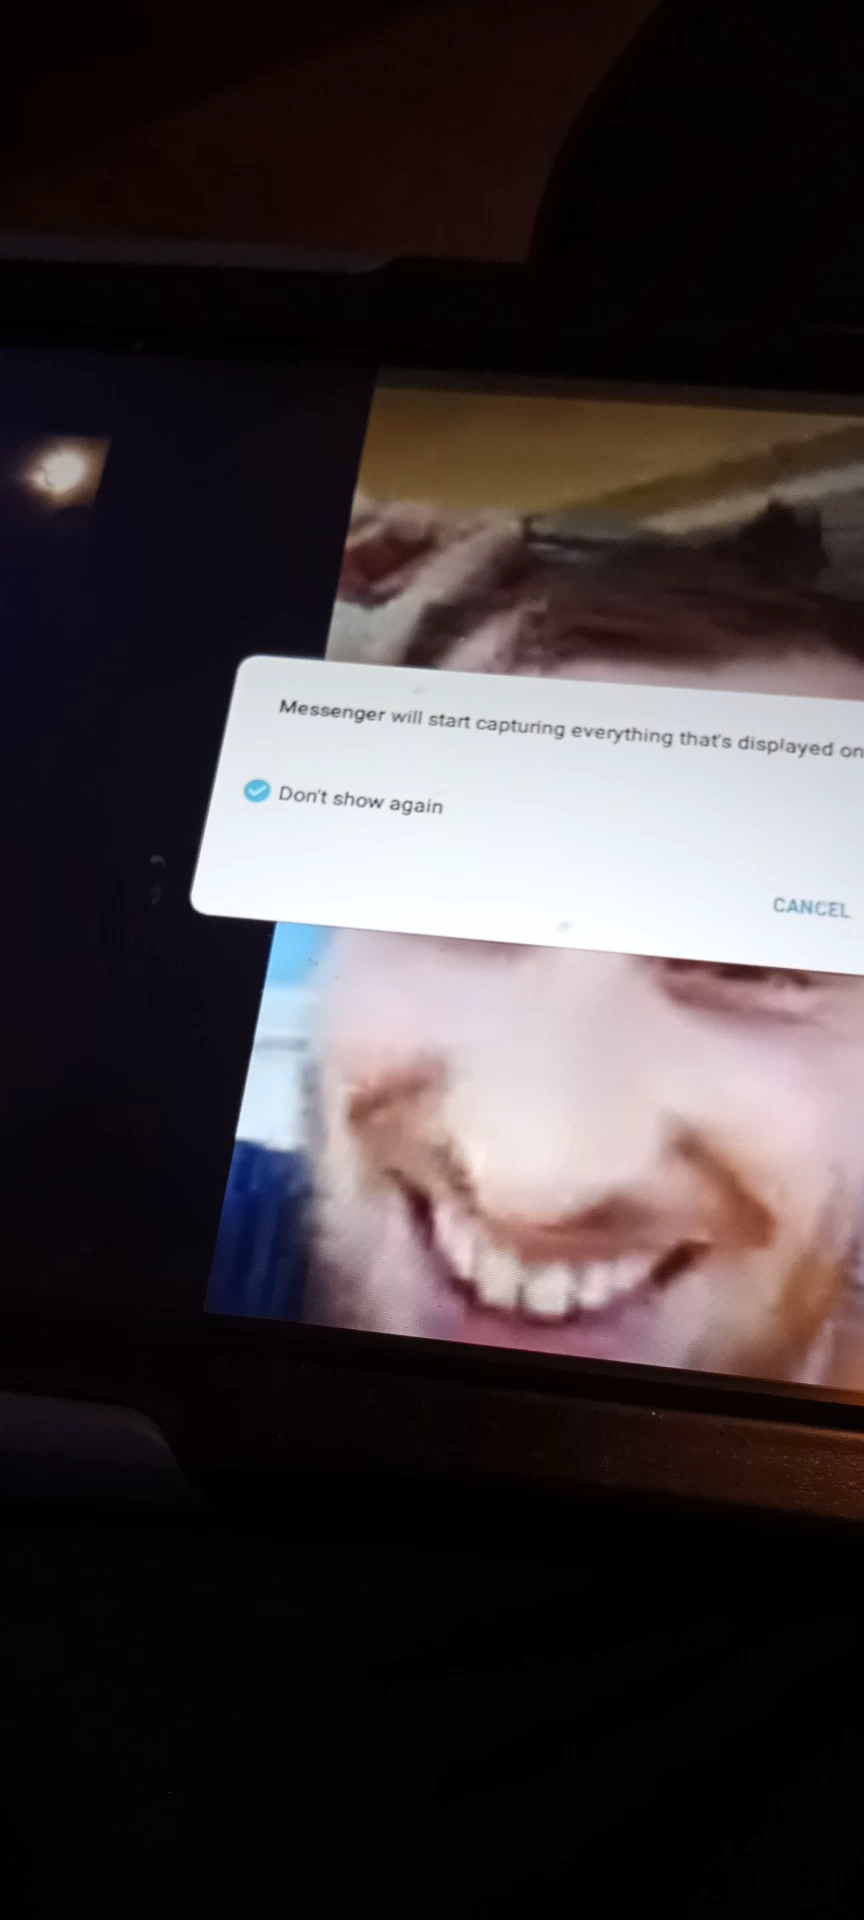 Messenger will start capturing everything that's displayed on
Don't show again
CANCEL